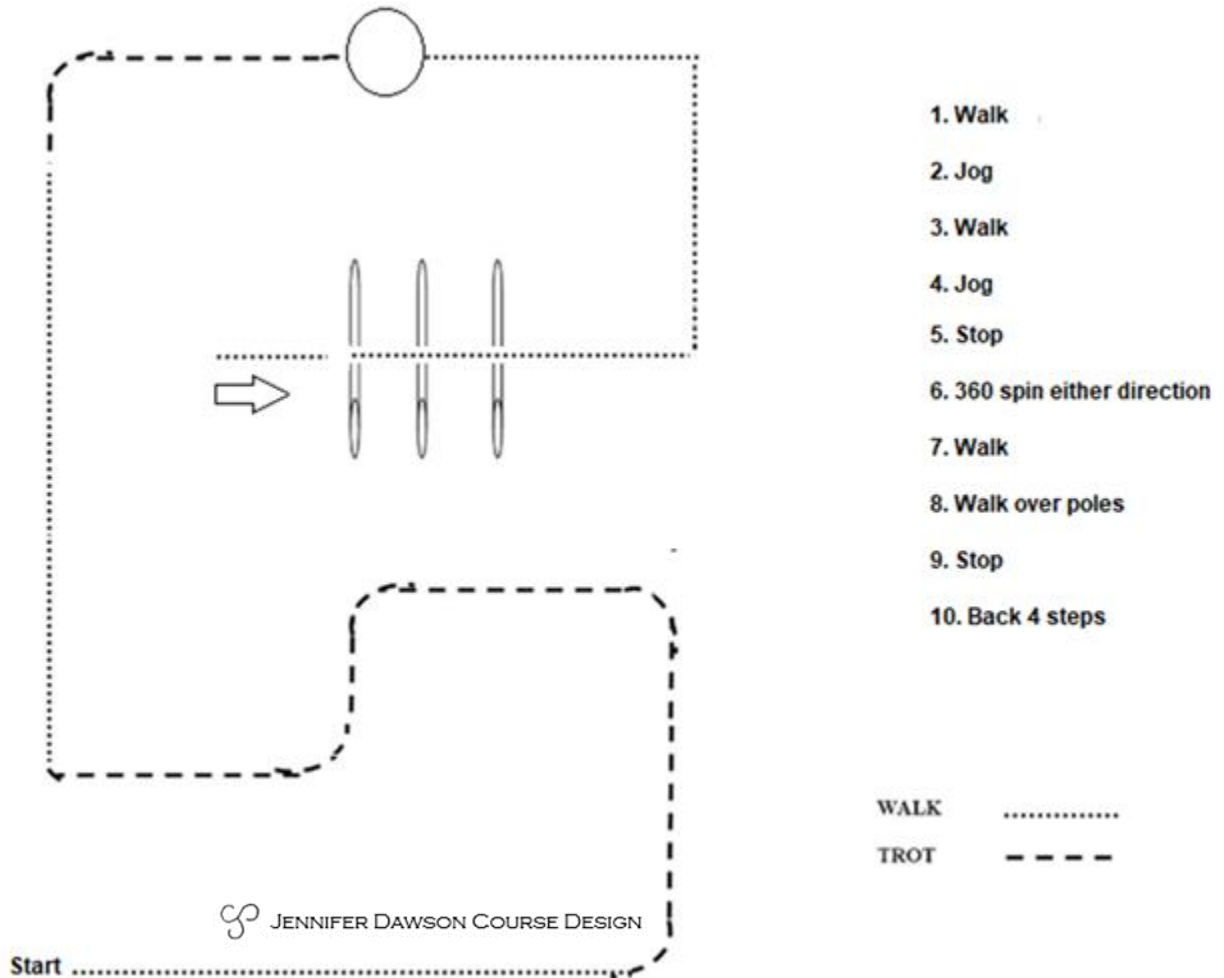 1. Walk
2. Jog
3. Walk
4. Jog
5. Stop
6. 360 spin either direction
7. Walk
8. Walk over poles
9. Stop
10. Back 4 steps
WALK
TROT
JENNIFER DAWSON COURSE DESIGN
Start